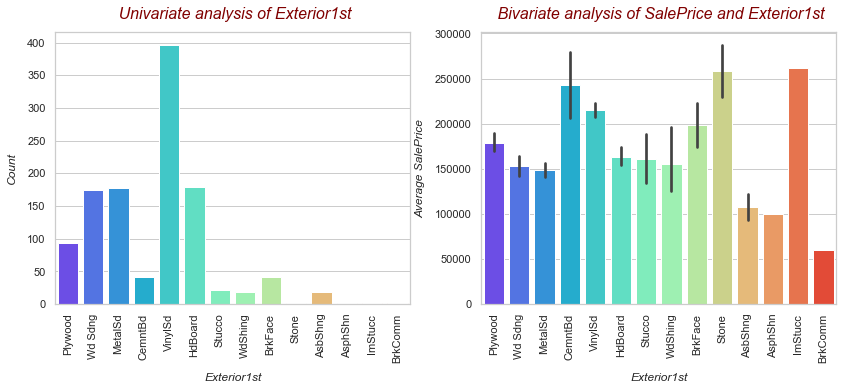 Univariate analysis of Exterior1st
Count
400
350
300
250
200
150
100
50
0
Plywood
Wd Sdng
MetalSd
CemntBd
VinylSd
HdBoard
Stucco
WdShing
BrkFace
Stone
AsbShng
AsphShn
ImStucc
BrkComm
Exterior1st
Bivariate analysis of SalePrice and Exterior1st
Average SalePrice
300000
250000
200000
150000
100000
50000
0
Plywood
Wd Sdng
MetalSd
CemntBd
VinylSd
HdBoard
Stucco
WdShing
BrkFace
Stone
AsbShng
AsphShn
ImStucc
BrkComm
Exterior1st